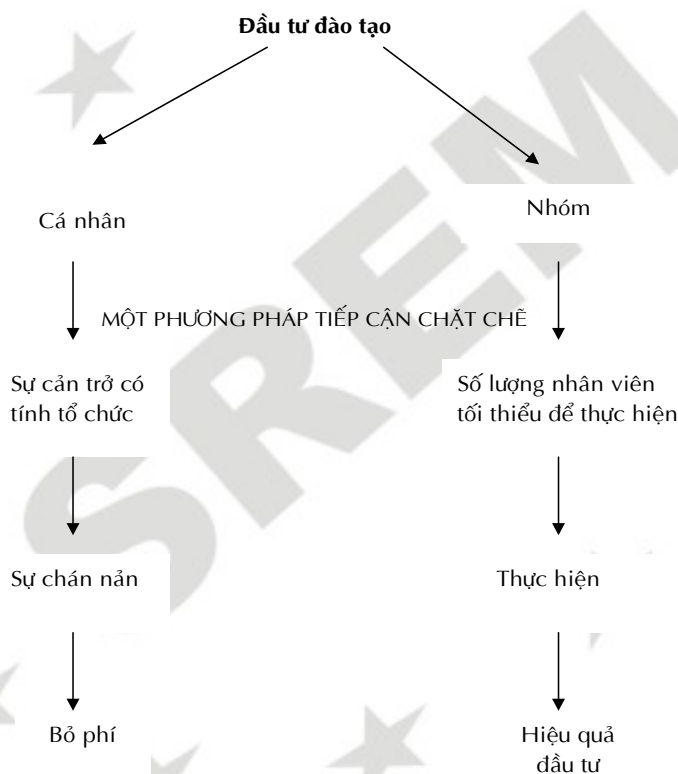 Đầu tư đào tạo
Cá nhân
Nhóm
MỘT PHƯƠNG PHÁP TIẾP CẬN CHẶT CHẼ
Sự cản trở có
tính tổ chức
Số lượng nhân viên
tối thiểu để thực hiện
Sự chán nản
Thực hiện
Bỏ phí
Hiệu quả
đầu tư
SREM